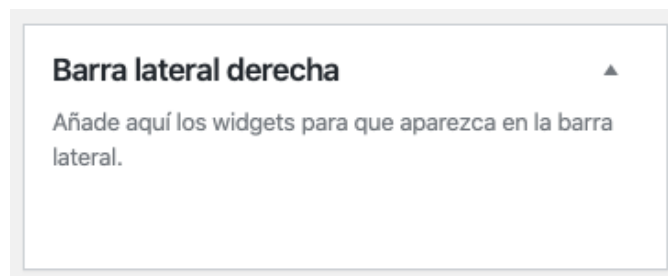 Barra lateral derecha
Añade aquí los widgets para que aparezca en la barra
lateral.